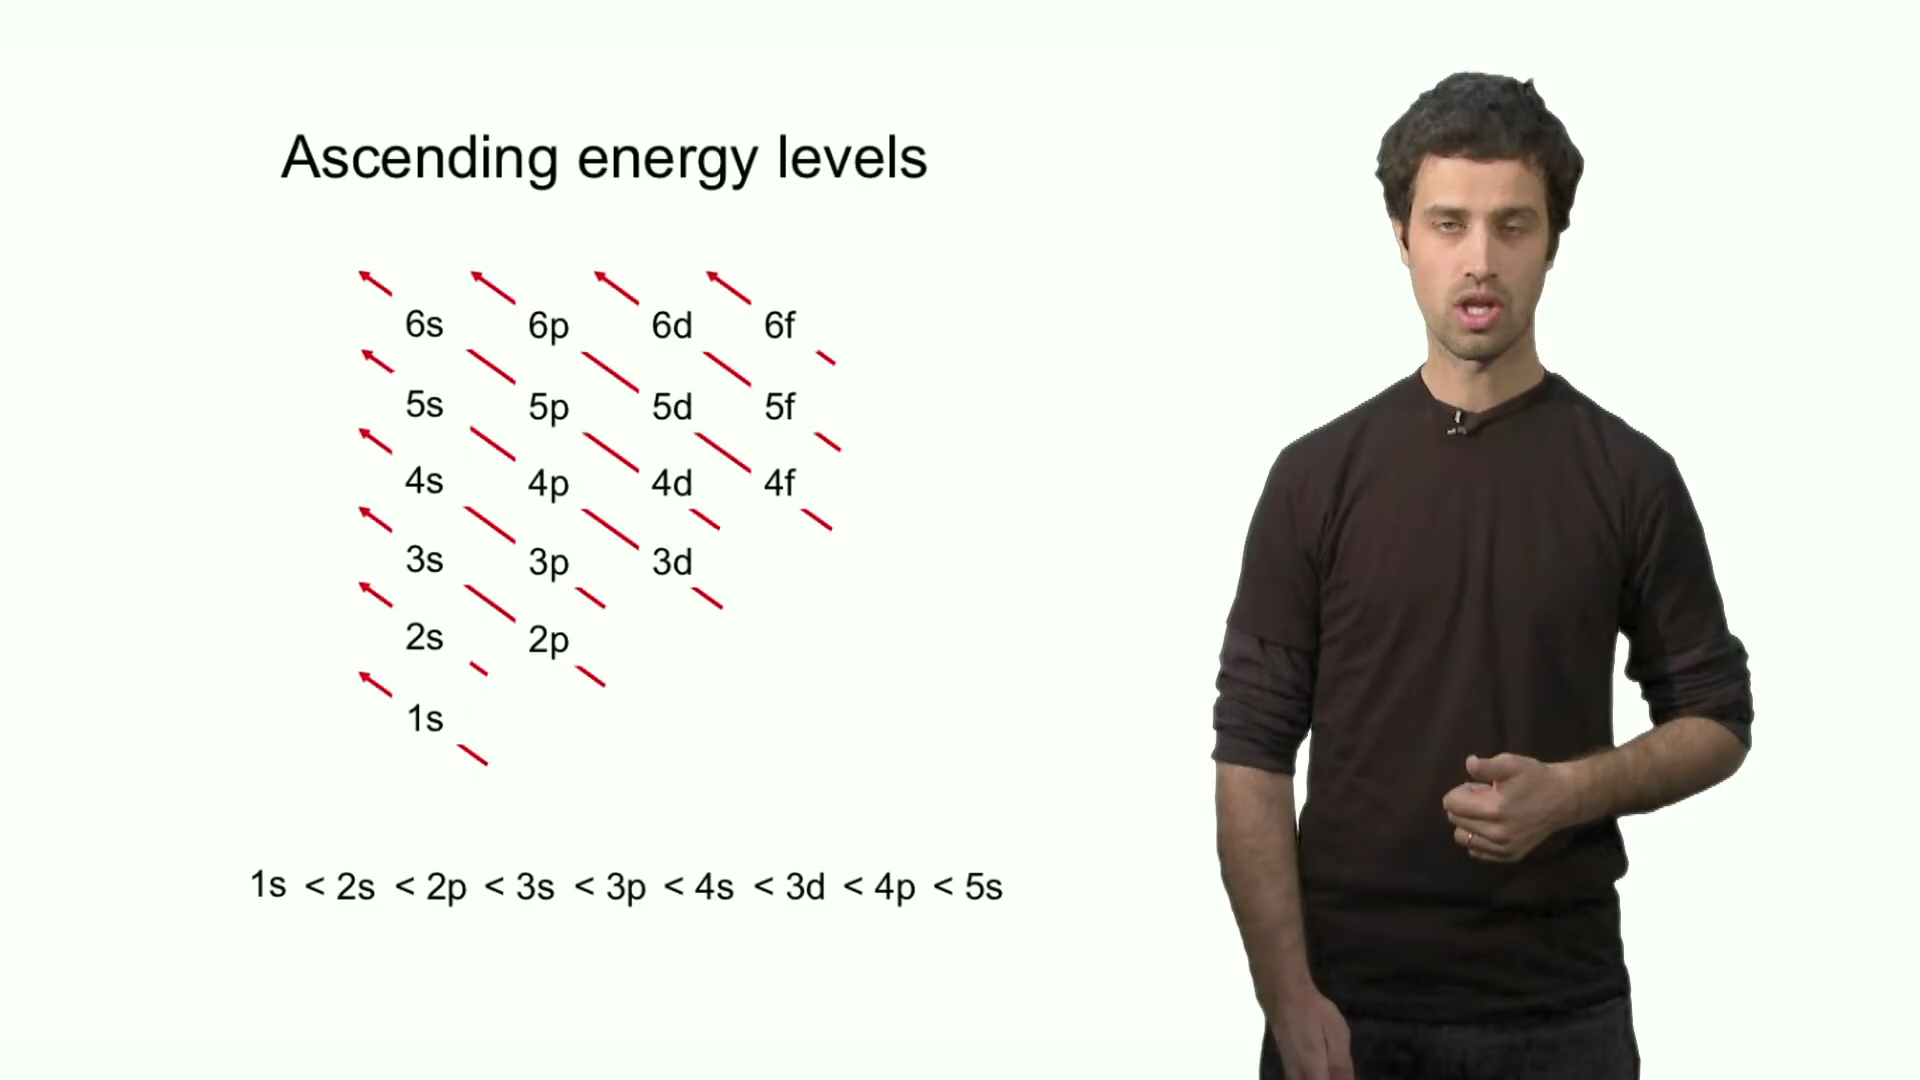 Ascending energy levels
6s 6p 6d 6f
5s 5p 5d 5f
4s 4p 4d 4f
3s 3p 3d
2s 2p
1s
1s < 2s < 2p < 3s < 3p < 4s < 3d < 4p < 5s